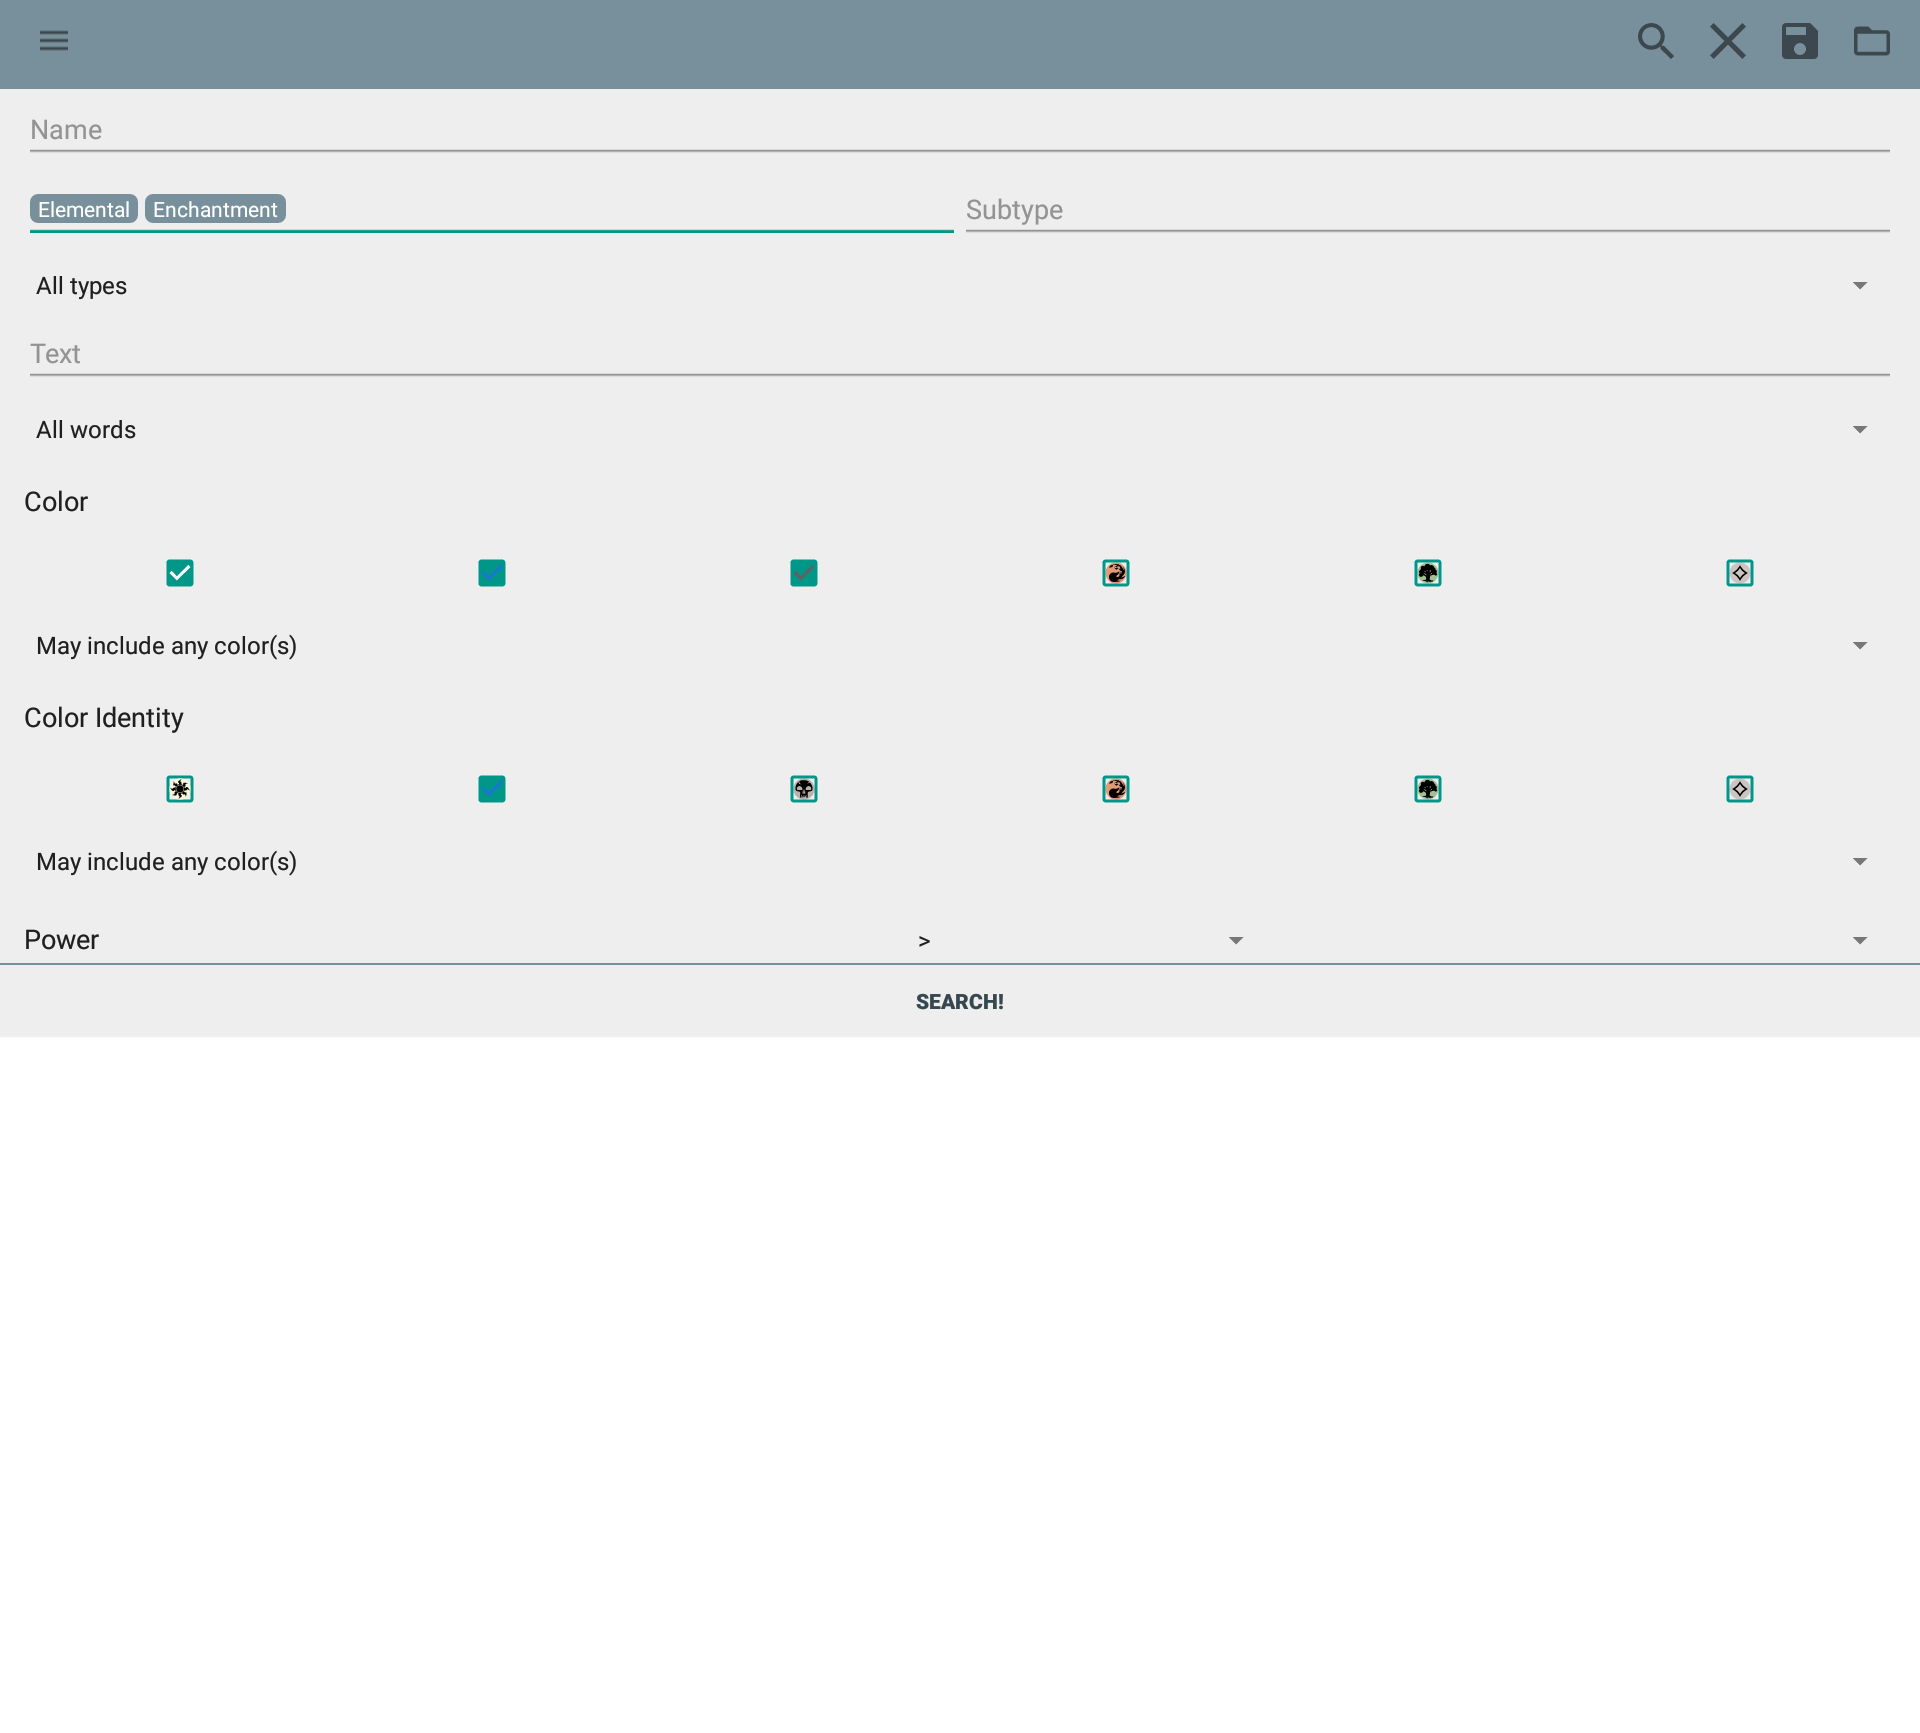 Name
Elemental Enchantment Subtype
All types
Text
All words
Color
May include any color(s)
Color Identity
May include any color(s)
Power >
SEARCH!